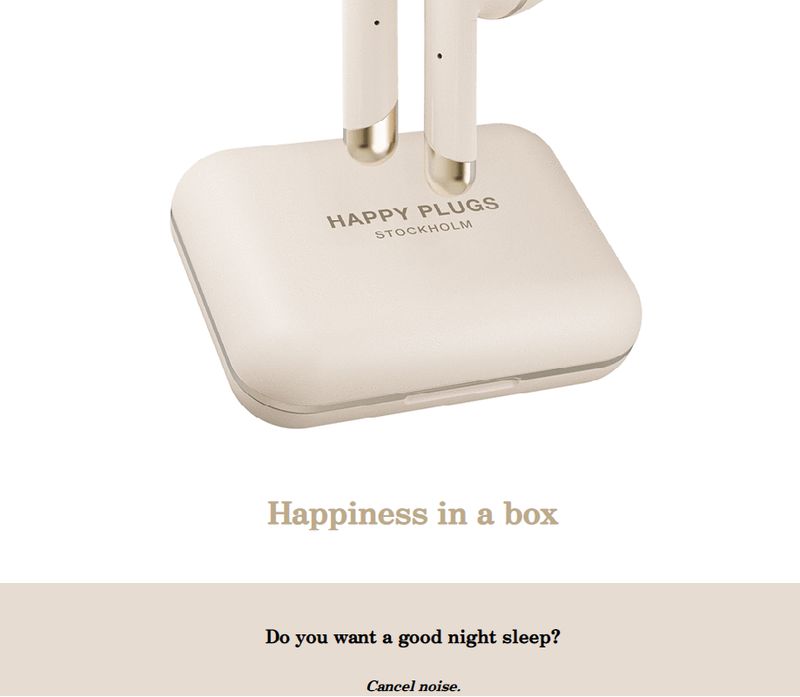 HAPPY PLUGS
STOCKHOLM
Happiness in a box
Do you want a good night sleep?
Cancel noise.